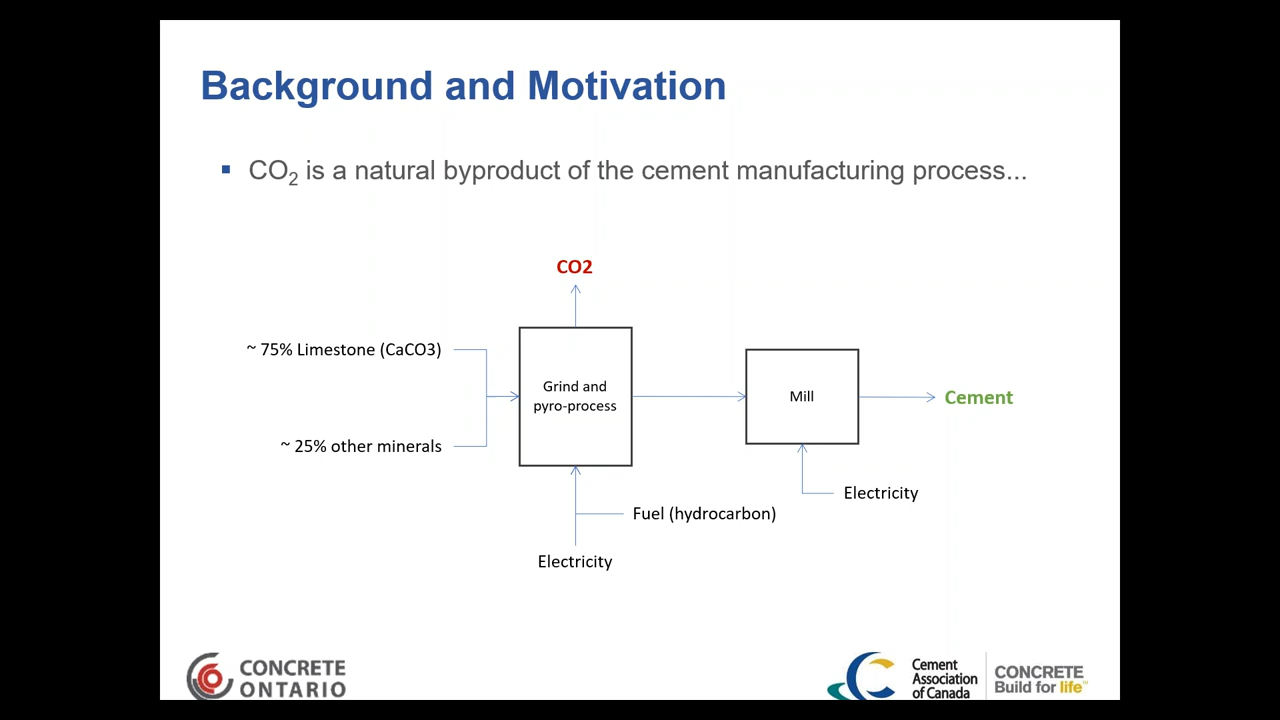 Background and Motivation
▪ CO₂ is a natural byproduct of the cement manufacturing process...
CO2
~ 75% Limestone (CaCO3)
Grind and
pyro-process
Mill
Cement
~ 25% other minerals
Electricity
Fuel (hydrocarbon)
Electricity
CONCRETE
ONTARIO
Cement
Association
of Canada
CONCRETE
Build for life™